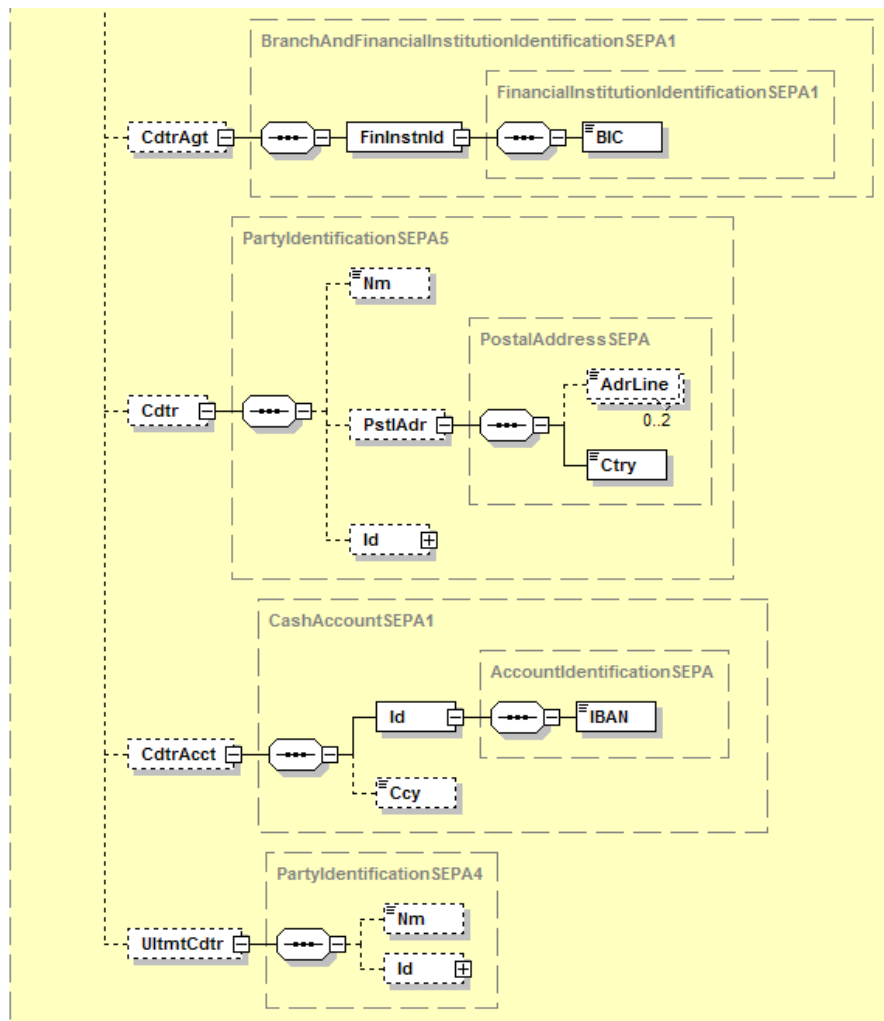 BranchAndFinancialInstitutionIdentificationSEPA1
FinancialInstitutionIdentificationSEPA1
CdtrAgt
FinInstnId
BIC
PartyIdentificationSEPA5
Nm
PostalAddressSEPA
AdrLine
0..2
Cdtr
PstlAdr
Ctry
Id
CashAccountSEPA1
AccountIdentificationSEPA
Id
IBAN
CdtrAcct
Ccy
PartyIdentificationSEPA4
Nm
UltmtCdtr
Id